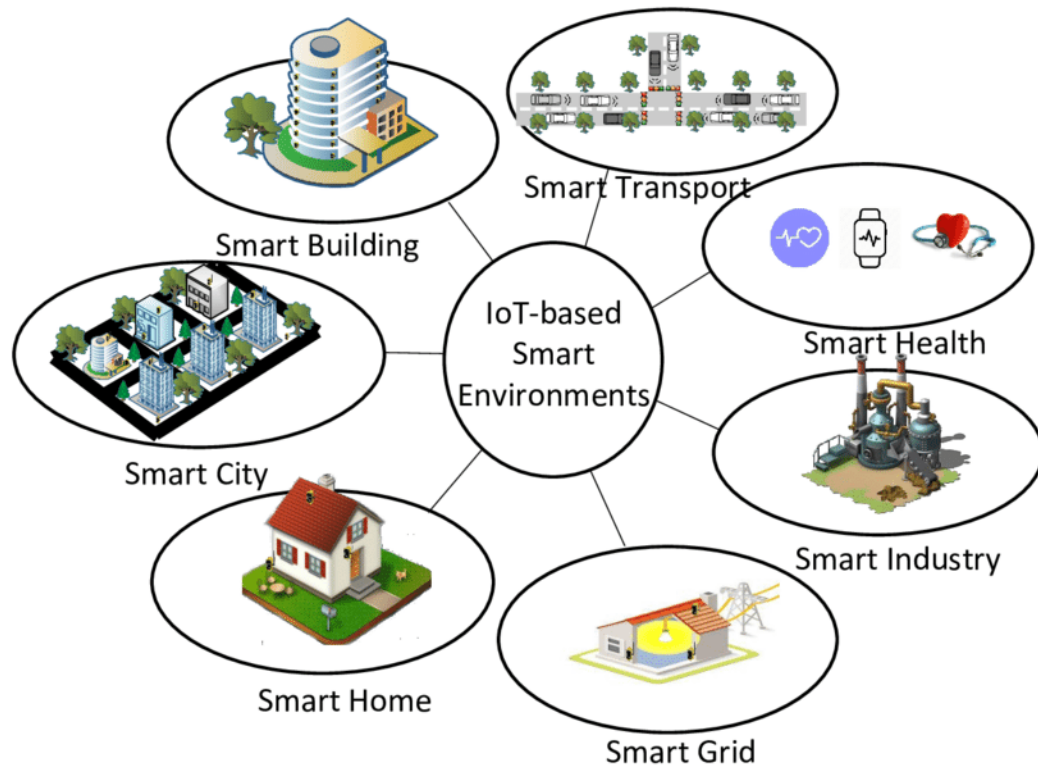 Smart Transport
Smart Building
IoT-based
Smart
Environments
Smart Health
Smart City
Smart Industry
Smart Home
Smart Grid